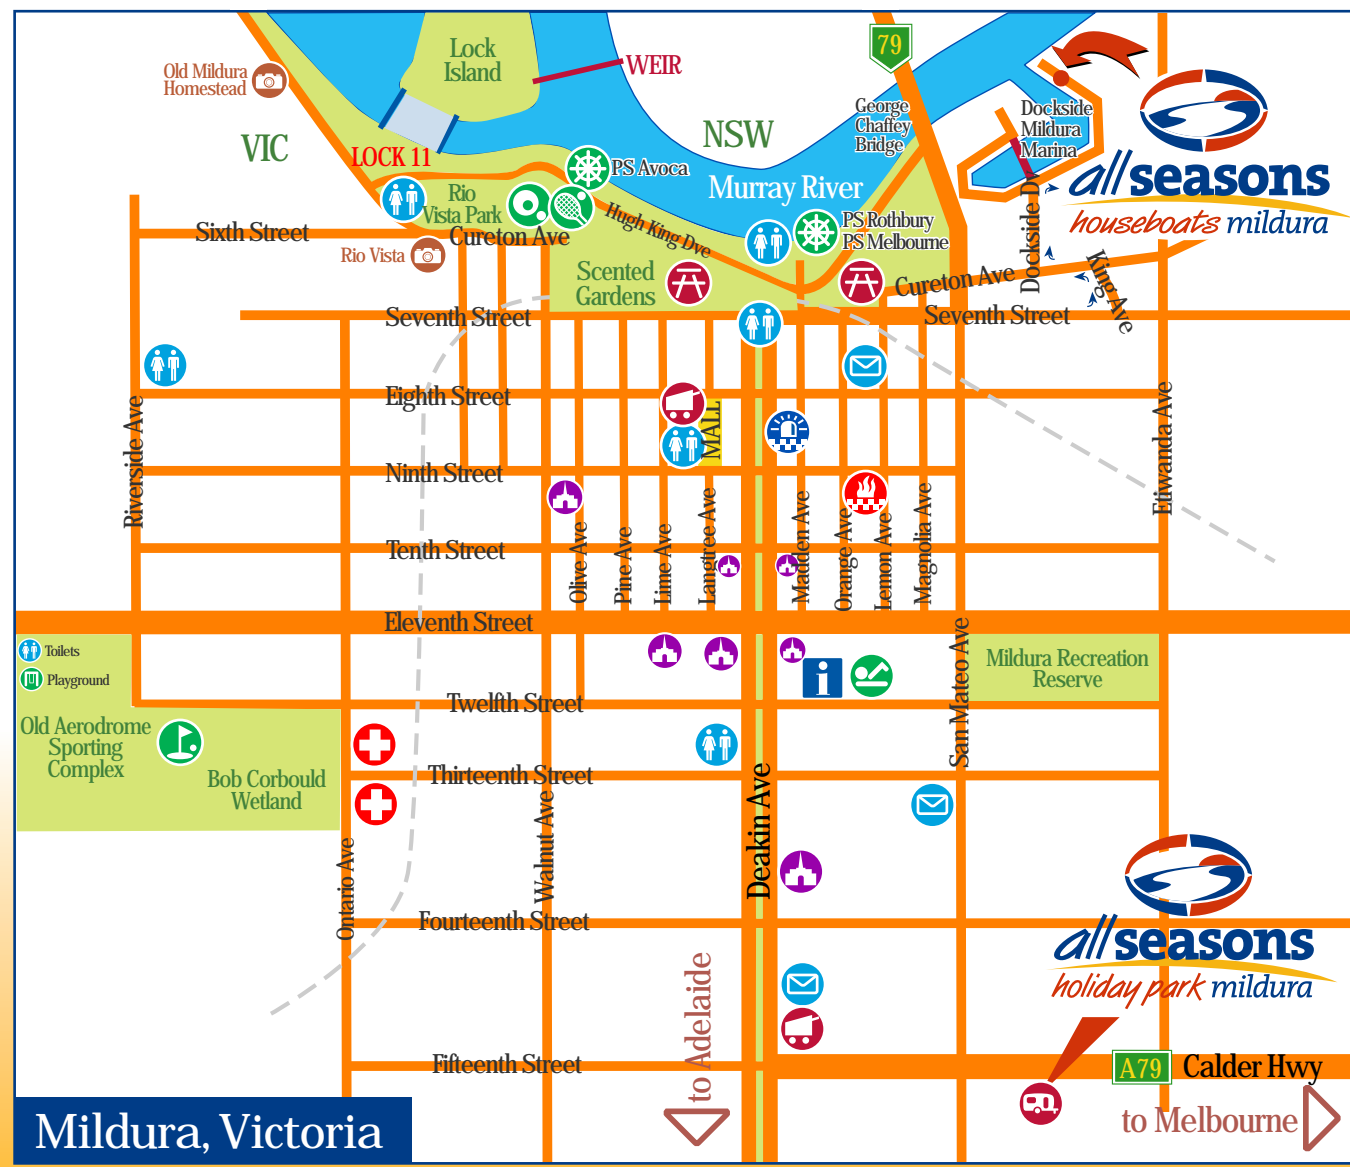 Lock
Island
WEIR
79
Old Mildura
Homestead
VIC
LOCK 11
NSW
George
Chaffey
Bridge
Dockside
Mildura
Marina
PS Avoca
Murray River
all seasons
houseboats mildura
Rio
Vista Park
Cureton Ave
Hugh King Dve
PS Rothbury
PS Melbourne
Sixth Street
Rio Vista
Scented
Gardens
Cureton Ave
Dockside Dv
King Ave
Seventh Street
Seventh Street
Eighth Street
MALL
Riverside Ave
Etiwanda Ave
Ninth Street
Tenth Street
Olive Ave
Pine Ave
Lime Ave
Langtree Ave
Madden Ave
Orange Ave
Lemon Ave
Magnolia Ave
Eleventh Street
Toilets
Playground
Mildura Recreation
Reserve
San Mateo Ave
Twelfth Street
Old Aerodrome
Sporting
Complex
Bob Corbould
Wetland
Thirteenth Street
Walnut Ave
Deakin Ave
Ontario Ave
Fourteenth Street
all seasons
holiday park mildura
to Adelaide
Fifteenth Street
A79
Calder Hwy
to Melbourne
Mildura, Victoria
i